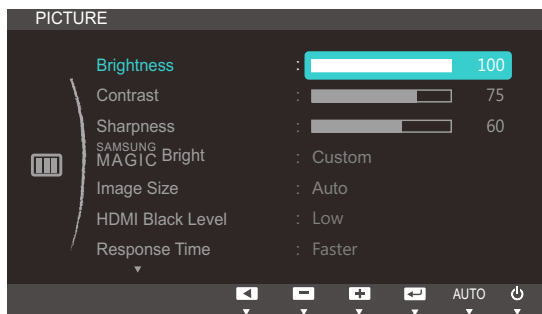 PICTURE
Brightness : 100
Contrast : 75
Sharpness : 60
SAMSUNG MAGIC Bright : Custom
Image Size : Auto
HDMI Black Level : Low
Response Time : Faster
AUTO